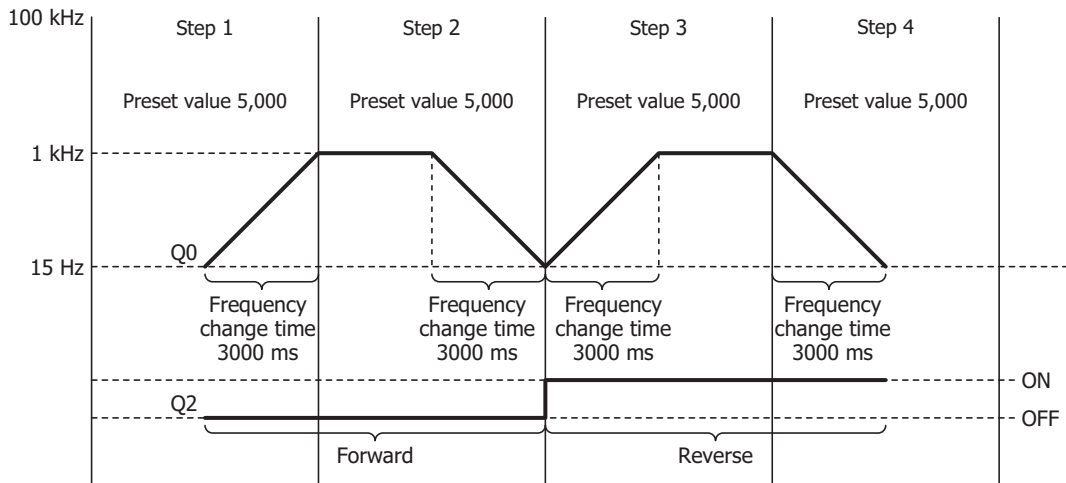 100 kHz
Step 1
Step 2
Step 3
Step 4
Preset value 5,000
Preset value 5,000
Preset value 5,000
Preset value 5,000
1 kHz
Q0
15 Hz
Frequency
change time
3000 ms
Frequency
change time
3000 ms
Frequency
change time
3000 ms
Frequency
change time
3000 ms
ON
Q2
OFF
Forward
Reverse